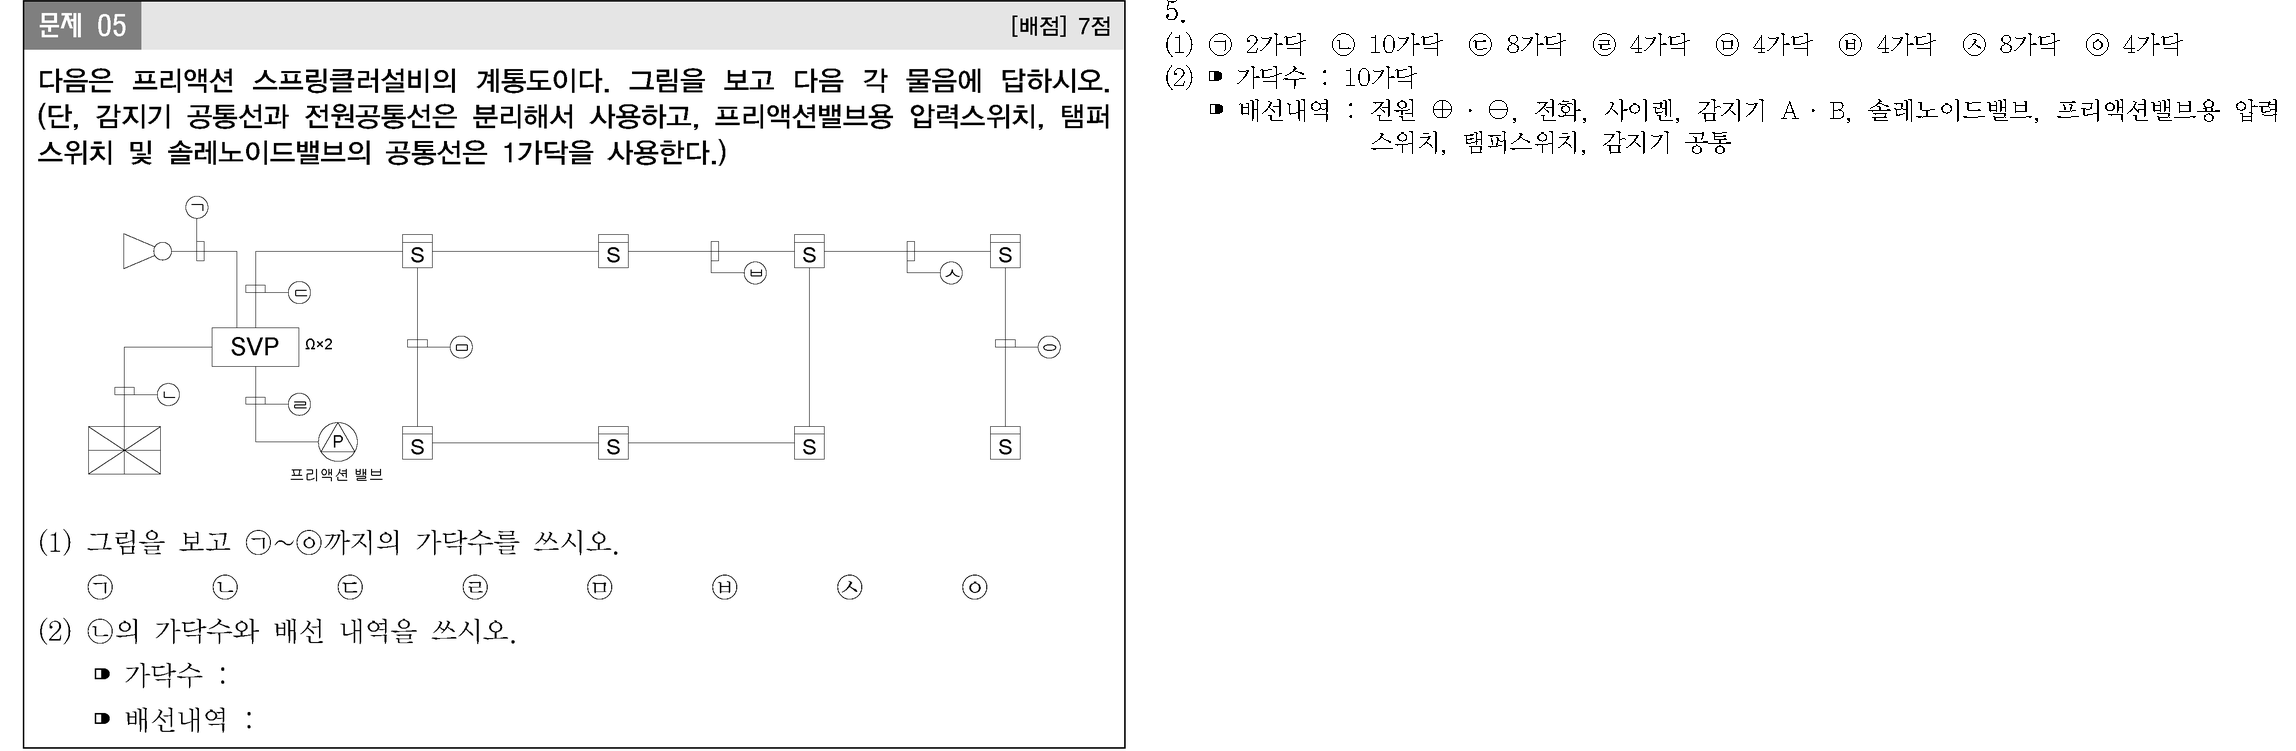 문제 05 [배점] 7점
다음은 프리액션 스프링클러설비의 계통도이다. 그림을 보고 다음 각 물음에 답하시오.
(단, 감지기 공통선과 전원공통선은 분리해서 사용하고, 프리액션밸브용 압력스위치, 탬퍼
스위치 및 솔레노이드밸브의 공통선은 1가닥을 사용한다.)
㉠
S S S S
㉥ ㉦
㉢
SVP Ω×2
㉤ ㉧
㉡ ㉣
P
S S S S
프리액션 밸브
(1) 그림을 보고 ㉠~㉧까지의 가닥수를 쓰시오.
㉠ ㉡ ㉢ ㉣ ㉤ ㉥ ㉦ ㉧
(2) ㉡의 가닥수와 배선 내역을 쓰시오.
가닥수 :
배선내역 :
5.
(1) ㉠ 2가닥 ㉡ 10가닥 ㉢ 8가닥 ㉣ 4가닥 ㉤ 4가닥 ㉥ 4가닥 ㉦ 8가닥 ㉧ 4가닥
(2) 가닥수 : 10가닥
배선내역 : 전원 ⊕ · ⊖, 전화, 사이렌, 감지기 A · B, 솔레노이드밸브, 프리액션밸브용 압력
스위치, 탬퍼스위치, 감지기 공통